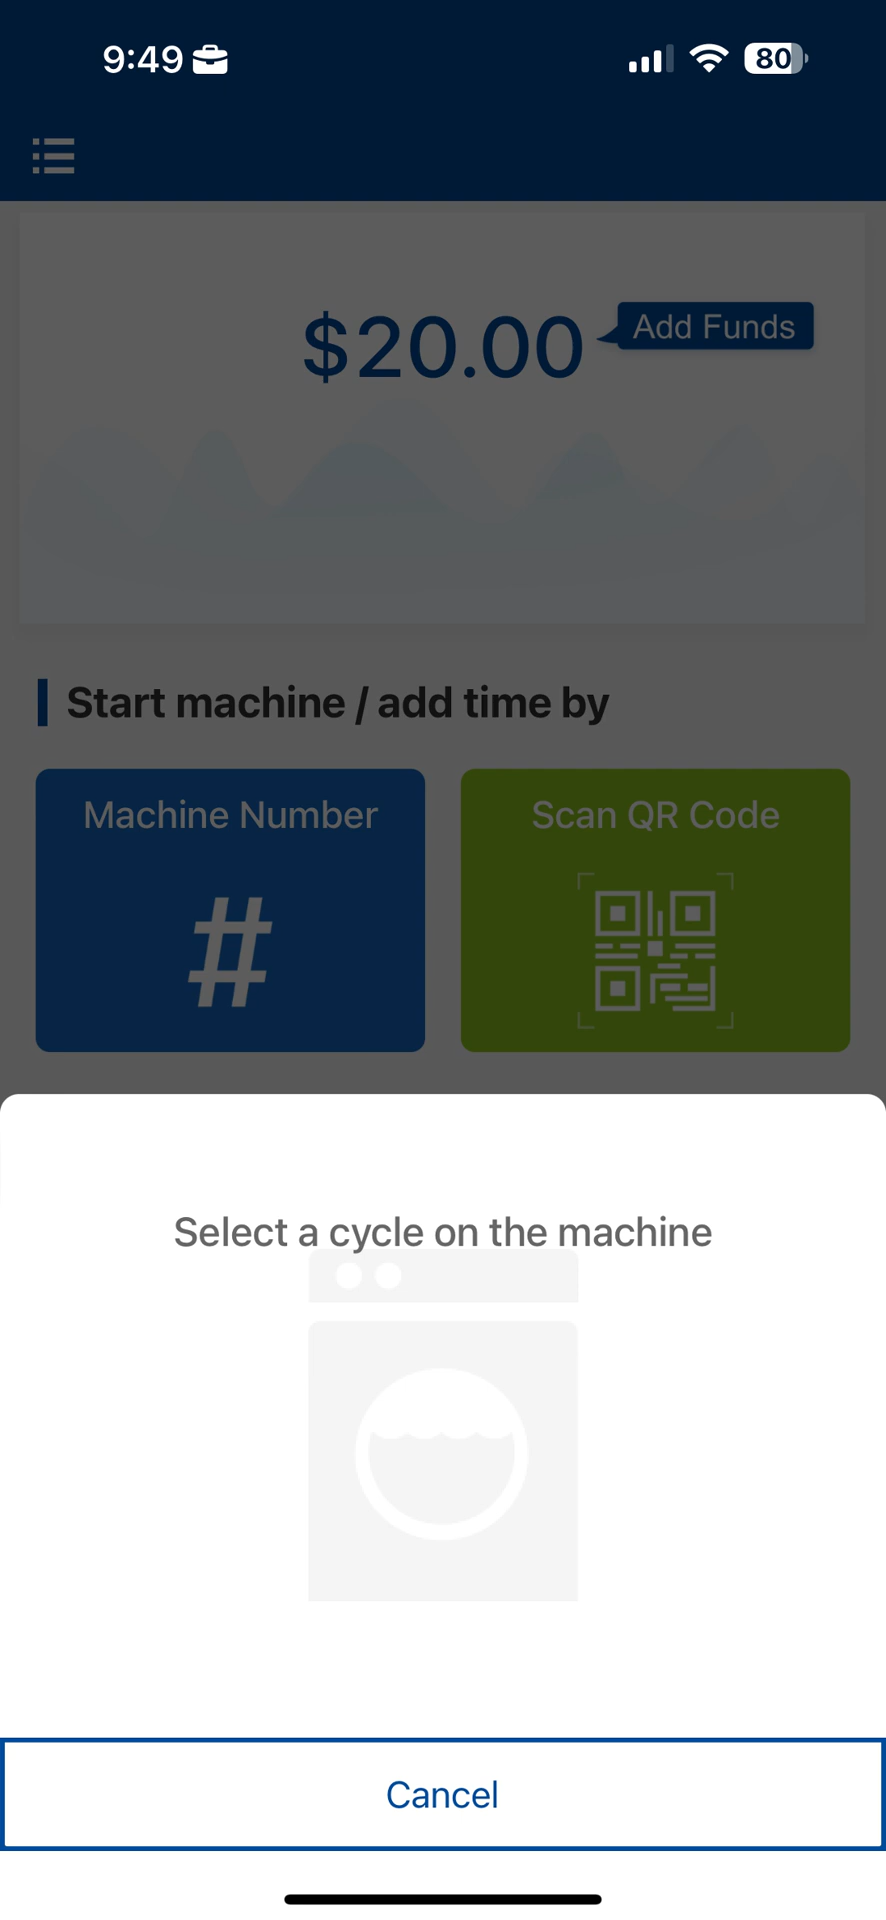 9:49
80
$20.00
Add Funds
Start machine / add time by
Machine Number
Scan QR Code
#
Select a cycle on the machine
Cancel